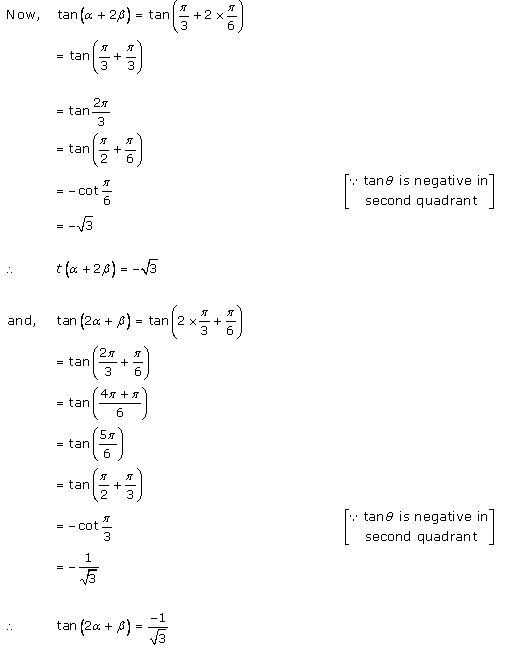 Now, tan(α + 2β) = tan(π/3 + 2 × π/6)
= tan(π/3 + π/3)
= tan 2π/3
= tan(π/2 + π/6)
= -cot π/6 [∵ tanθ is negative in second quadrant]
= -√3
∴ t(α + 2β) = -√3
and, tan(2α + β) = tan(2 × π/3 + π/6)
= tan(2π/3 + π/6)
= tan((4π + π)/6)
= tan(5π/6)
= tan(π/2 + π/3)
= -cot π/3 [∵ tanθ is negative in second quadrant]
= -1/√3
∴ tan(2α + β) = -1/√3